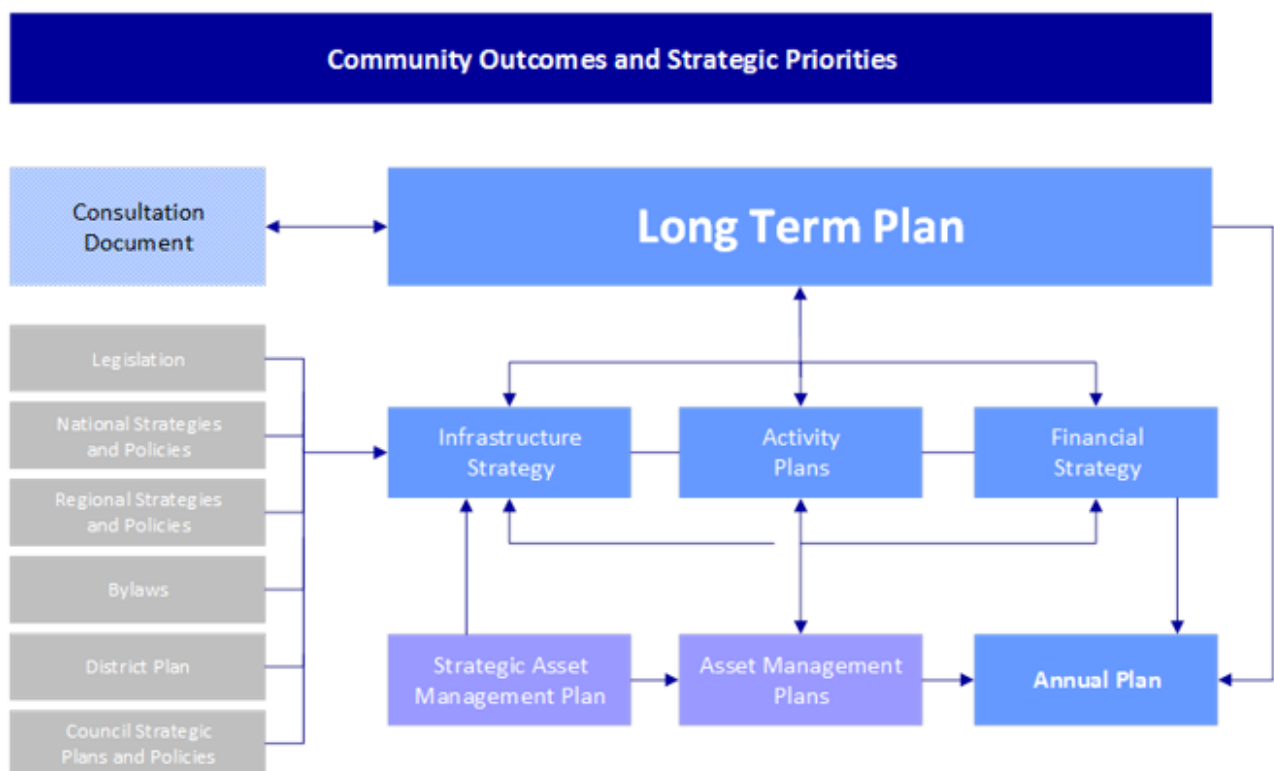 Community Outcomes and Strategic Priorities
Consultation
Document
Long Term Plan
Legislation
National Strategies
and Policies
Regional Strategies
and Policies
Bylaws
District Plan
Council Strategic
Plans and Policies
Infrastructure
Strategy
Activity
Plans
Financial
Strategy
Strategic Asset
Management Plan
Asset Management
Plans
Annual Plan